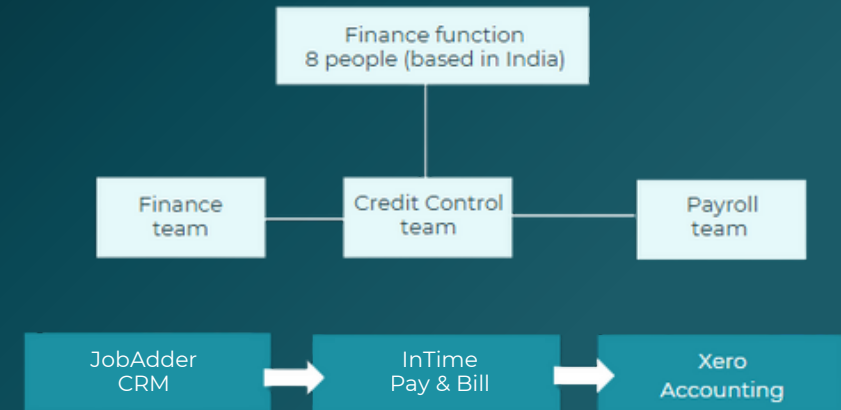 Finance function
8 people (based in India)
Finance
team
Credit Control
team
Payroll
team
JobAdder
CRM
InTime
Pay & Bill
Xero
Accounting